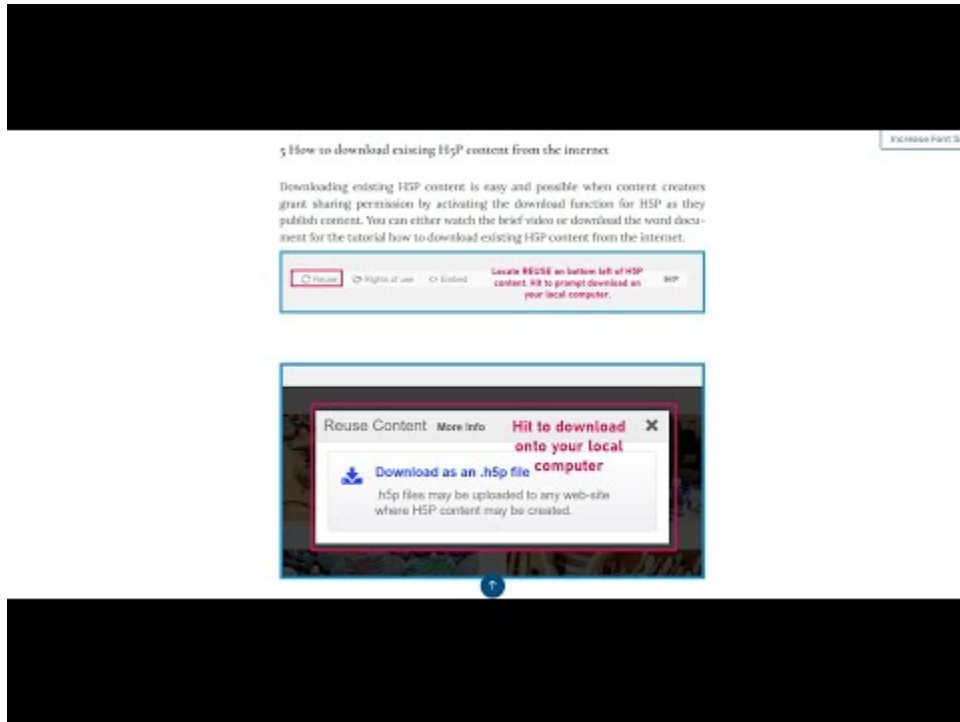 Increase Font S
5 How to download existing H5P content from the internet
Downloading existing H5P content is easy and possible when content creators
grant sharing permission by activating the download function for H5P as they
publish content. You can either watch the brief video or download the word docu-
ment for the tutorial how to download existing H5P content from the internet.
Reuse Rights of use <> Embed
Locate REUSE on bottom left of H5P
content. Hit to prompt download on
your local computer.
H5P
Reuse Content More Info
Hit to download
onto your local
computer
Download as an .h5p file
.h5p files may be uploaded to any web-site
where H5P content may be created.